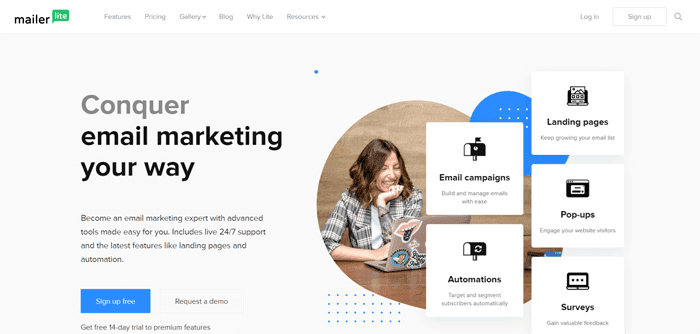 mailer lite
Features Pricing Gallery Blog Why Lite Resources Log in Sign up
Conquer
email marketing
your way
Become an email marketing expert with advanced
tools made easy for you. Includes live 24/7 support
and the latest features like landing pages and
automation.
Sign up free Request a demo
Get free 14-day trial to premium features
Email campaigns
Build and manage emails
with ease
Automations
Target and segment
subscribers automatically
Landing pages
Keep growing your email list
Pop-ups
Engage your website visitors
Surveys
Gain valuable feedback